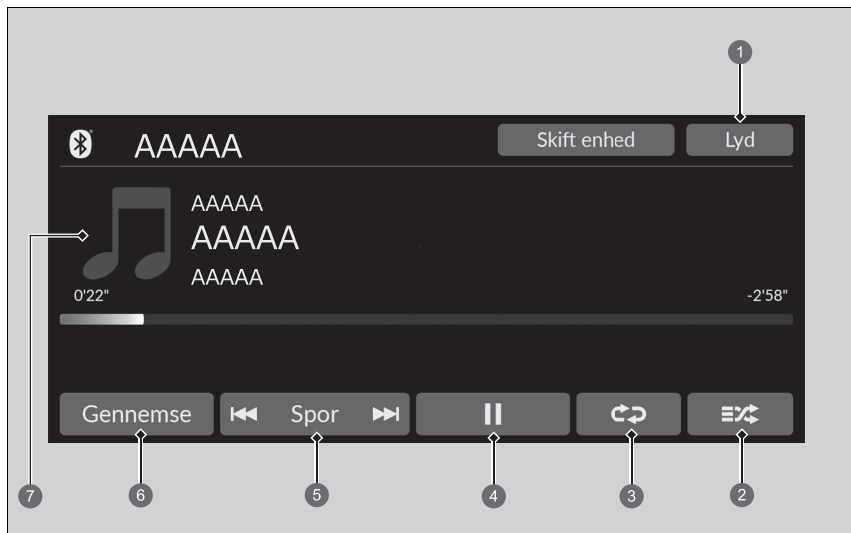 1
AAAAA
Skift enhed
Lyd
AAAAA
7
AAAAA
AAAAA
0'22"
-2'58"
Gennemse
Spor
6
5
4
3
2